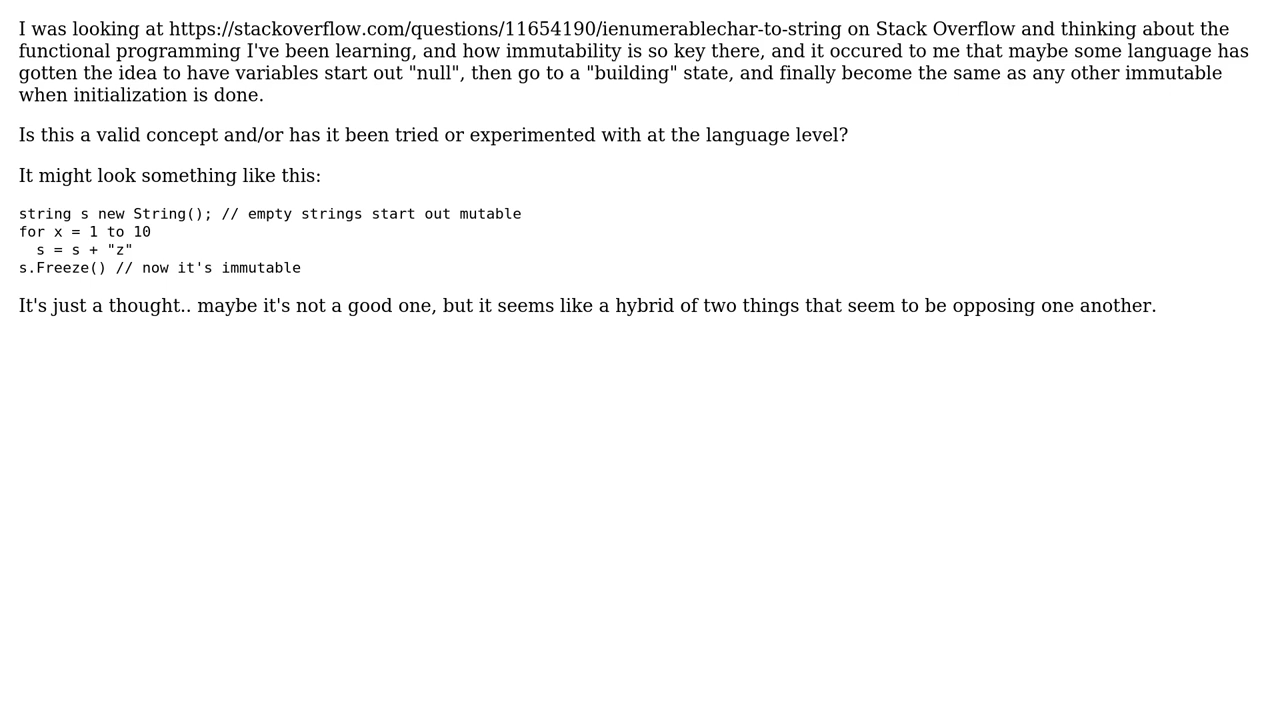 I was looking at https://stackoverflow.com/questions/11654190/ienumerablechar-to-string on Stack Overflow and thinking about the
functional programming I've been learning, and how immutability is so key there, and it occured to me that maybe some language has
gotten the idea to have variables start out "null", then go to a "building" state, and finally become the same as any other immutable
when initialization is done.
Is this a valid concept and/or has it been tried or experimented with at the language level?
It might look something like this:
string s new String(); // empty strings start out mutable
for x = 1 to 10
  s = s + "z"
s.Freeze() // now it's immutable
It's just a thought.. maybe it's not a good one, but it seems like a hybrid of two things that seem to be opposing one another.